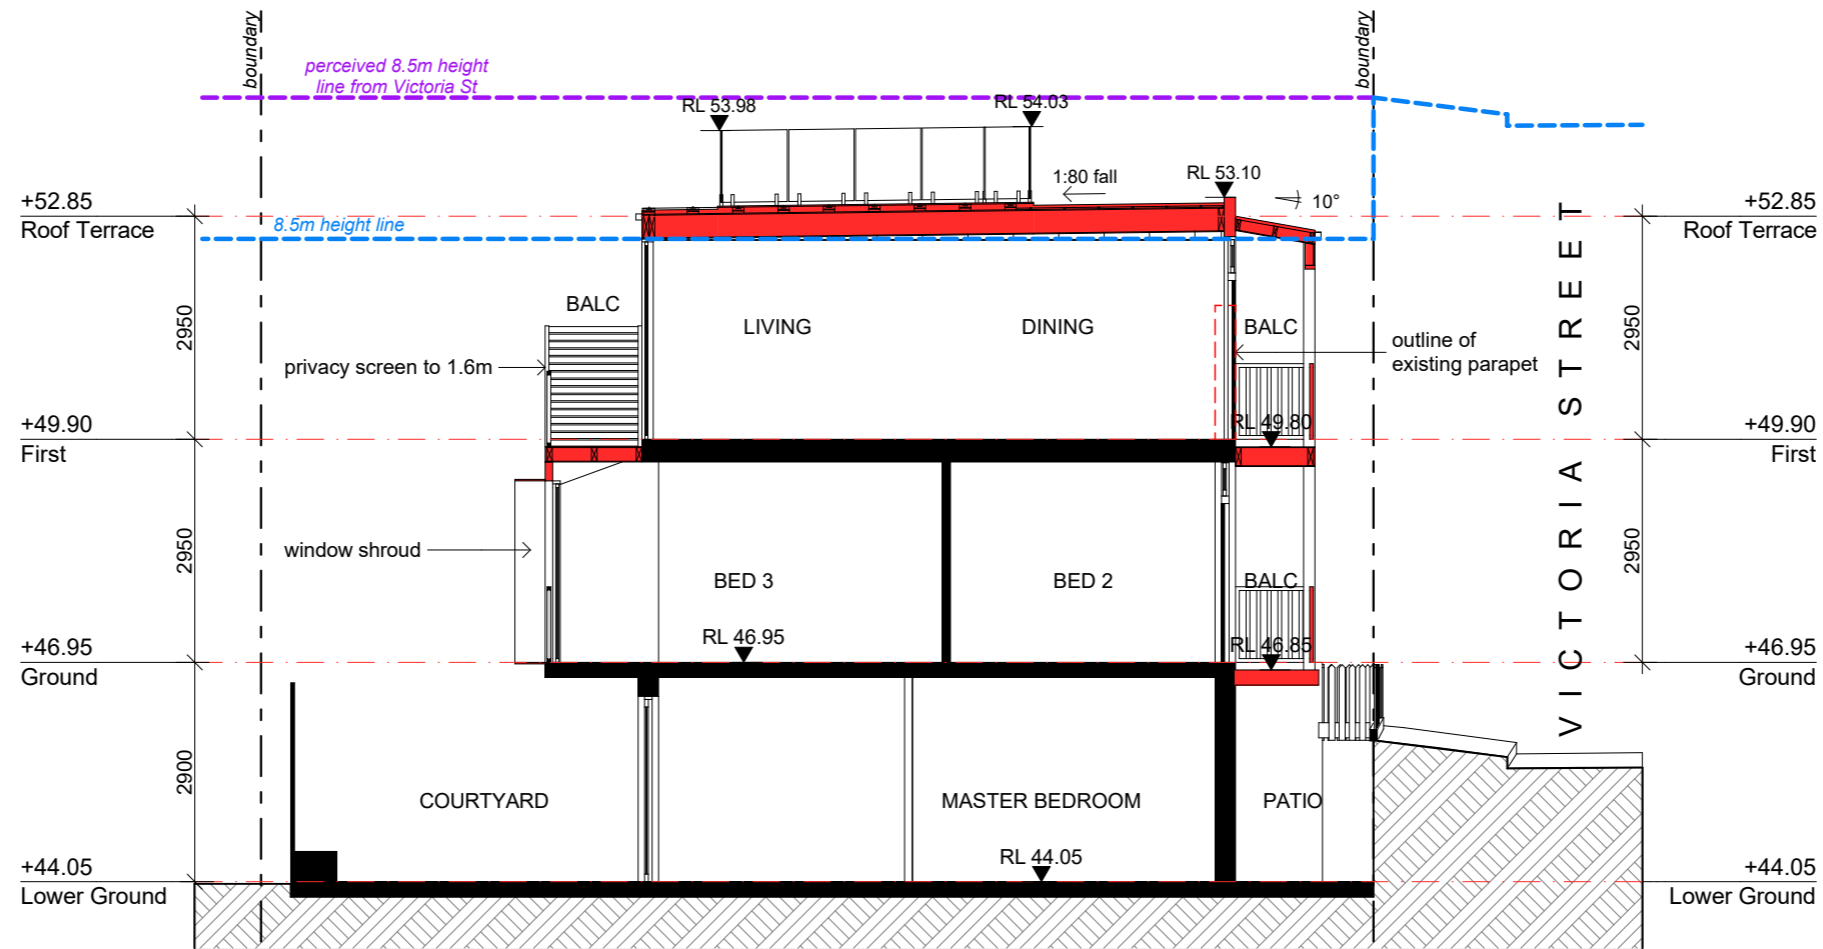 boundary
boundary
perceived 8.5m height
line from Victoria St
RL 53.98
RL 54.03
1:80 fall
RL 53.10
10°
+52.85
Roof Terrace
8.5m height line
+52.85
Roof Terrace
2950
BALC
LIVING
DINING
BALC
outline of
existing parapet
2950
privacy screen to 1.6m
VICTORIA STREET
+49.90
First
RL 49.80
+49.90
First
2950
window shroud
BED 3
BED 2
BALC
2950
+46.95
Ground
RL 46.95
RL 46.85
+46.95
Ground
2900
COURTYARD
MASTER BEDROOM
PATIO
+44.05
Lower Ground
RL 44.05
+44.05
Lower Ground